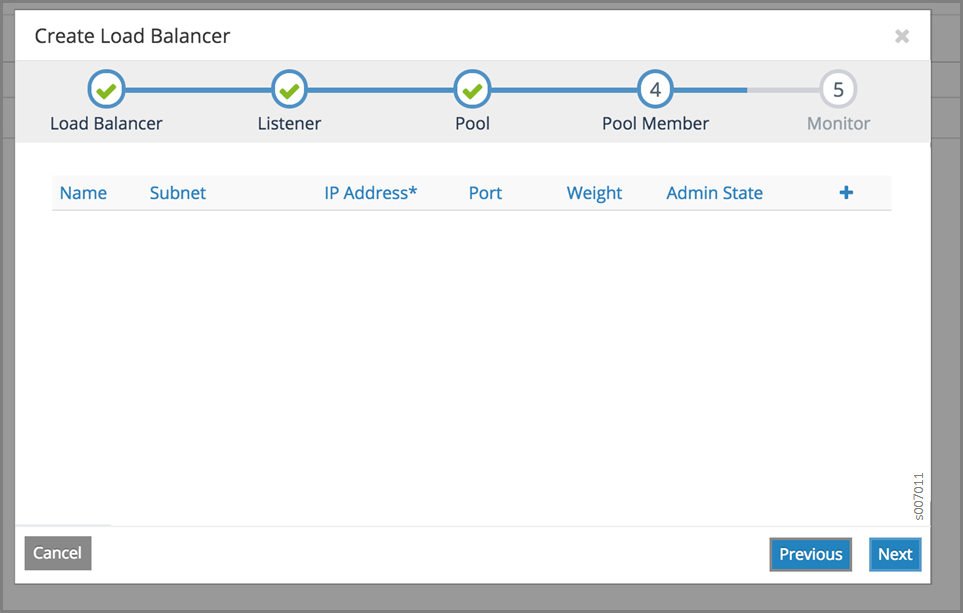 Create Load Balancer
4
5
Load Balancer
Listener
Pool
Pool Member
Monitor
Name
Subnet
IP Address*
Port
Weight
Admin State
s007011
Cancel
Previous
Next